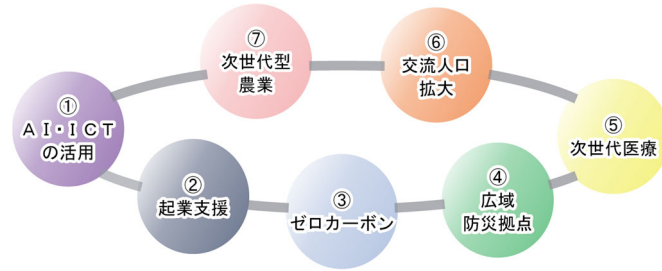 ①
ＡＩ・ＩＣＴ
の活用
②
起業支援
③
ゼロカーボン
④
広域
防災拠点
⑤
次世代医療
⑥
交流人口
拡大
⑦
次世代型
農業